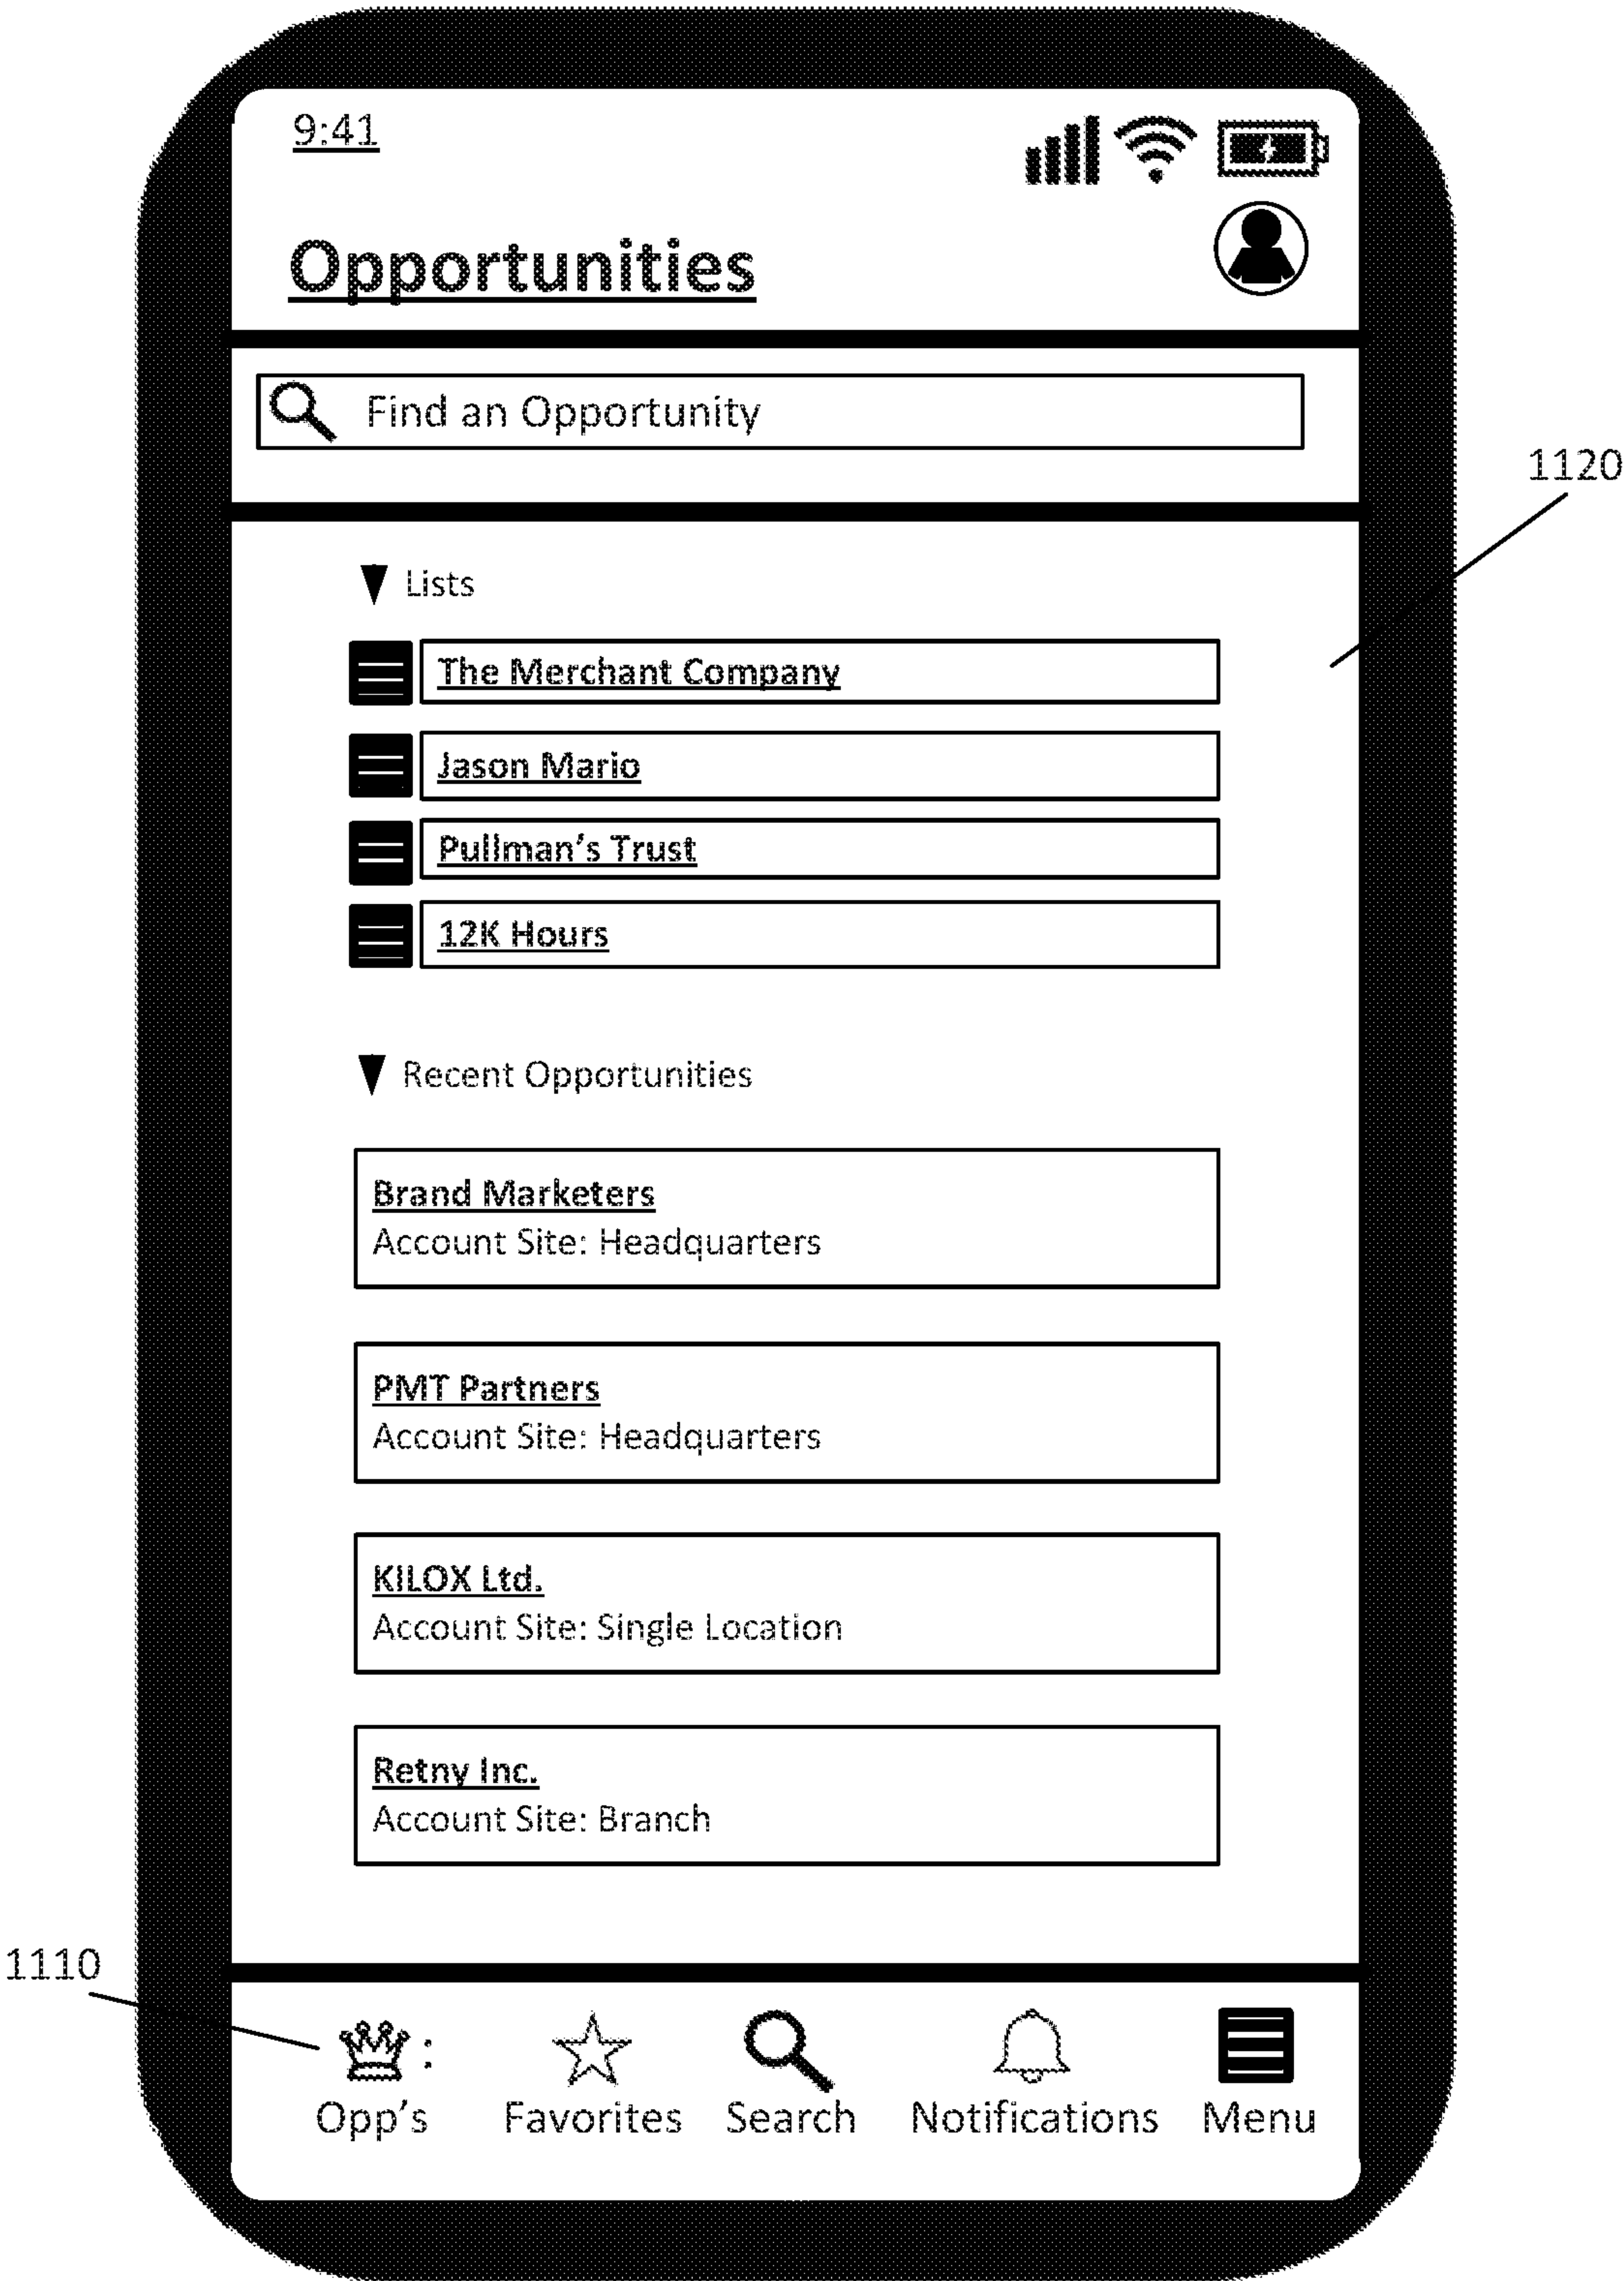 9:41
Opportunities
Find an Opportunity
1120
Lists
The Merchant Company
Jason Mario
Pullman's Trust
12K Hours
Recent Opportunities
Brand Marketers
Account Site: Headquarters
PMT Partners
Account Site: Headquarters
KILOX Ltd.
Account Site: Single Location
Retny Inc.
Account Site: Branch
1110
:
Opp's Favorites Search Notifications Menu